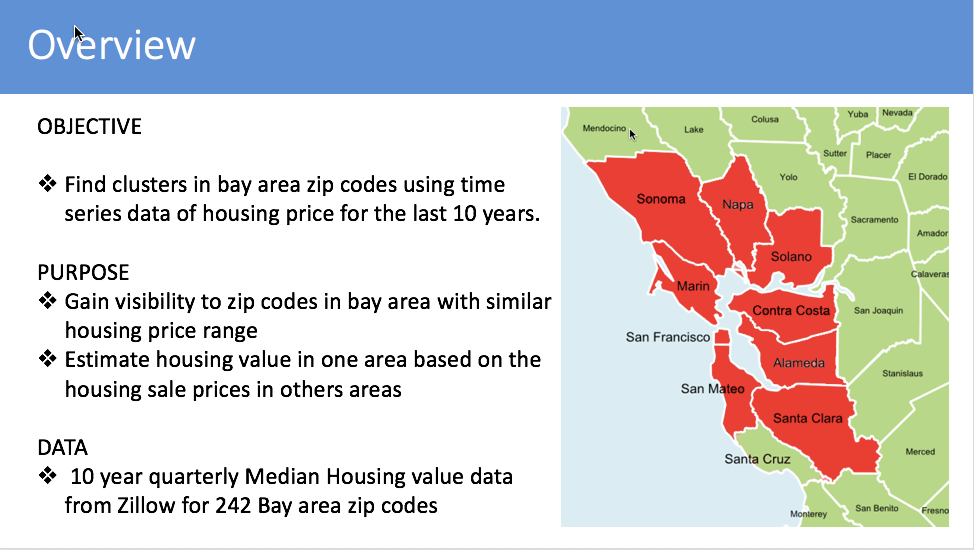 Overview
OBJECTIVE
❖ Find clusters in bay area zip codes using time
series data of housing price for the last 10 years.
PURPOSE
❖ Gain visibility to zip codes in bay area with similar
housing price range
❖ Estimate housing value in one area based on the
housing sale prices in others areas
DATA
❖ 10 year quarterly Median Housing value data
from Zillow for 242 Bay area zip codes
Mendocino
Lake
Colusa
Yuba
Nevada
Sutter
Placer
Yolo
El Dorado
Sonoma
Napa
Sacramento
Amador
Solano
Calaveras
Marin
Contra Costa
San Joaquin
San Francisco
Alameda
Stanislaus
San Mateo
Santa Clara
Merced
Santa Cruz
Monterey
San Benito
Fresno